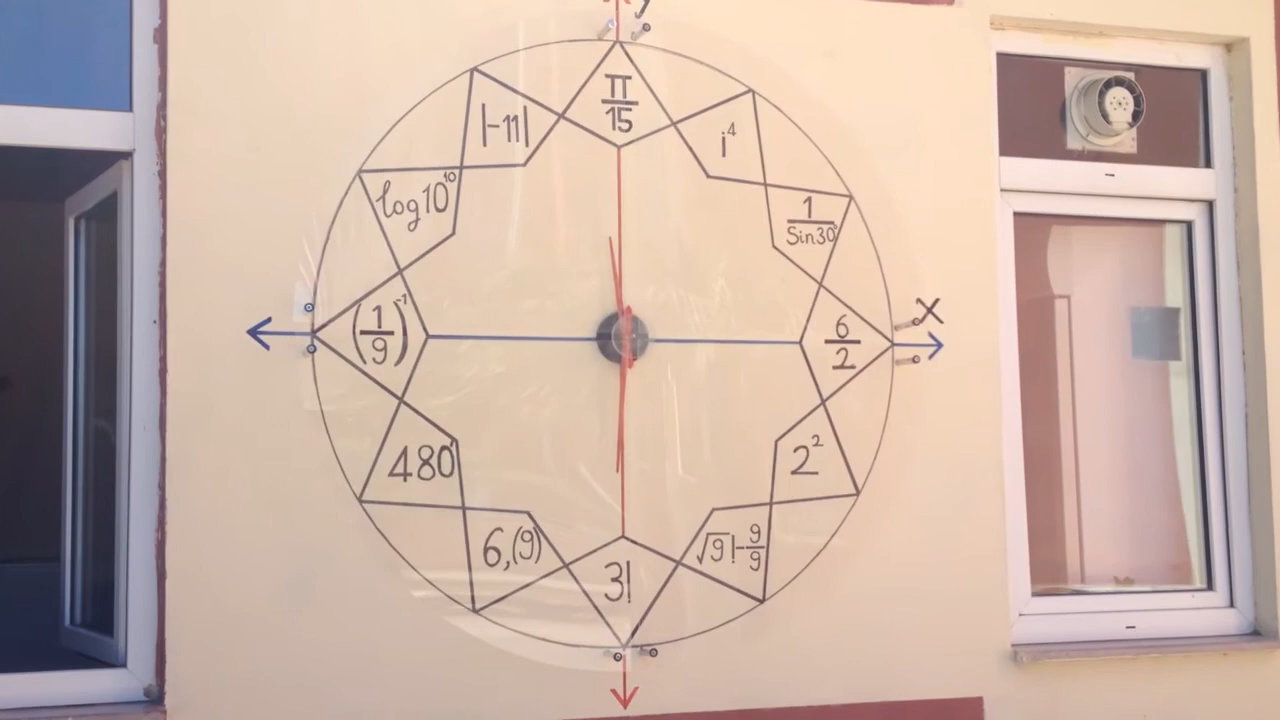 y
π/15
|-11|
i⁴
log10¹⁰
1/Sin30°
x
(1/9)⁻¹
6/2
480°
2²
6,(9)
√9!-9/9
3!